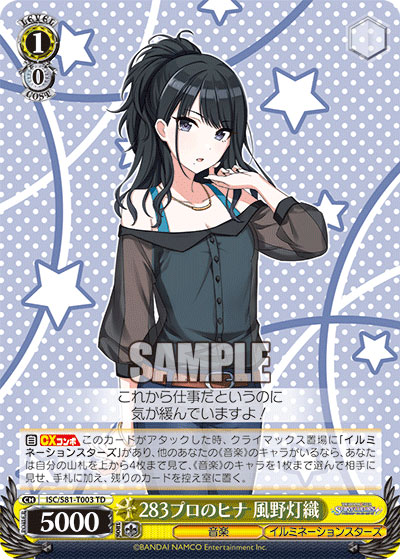 LEVEL
1
0
COST
SAMPLE
これから仕事だというのに
気が緩んでいますよ！
CXコンボ このカードがアタックした時、クライマックス置場に「イルミ
ネーションスターズ」があり、他のあなたの《音楽》のキャラがいるなら、あなた
は自分の山札を上から4枚まで見て、《音楽》のキャラを1枚まで選んで相手に
見せ、手札に加え、残りのカードを控え室に置く。
CH ISC/S81-T003 TD
5000
283プロのヒナ 風野灯織
音楽
イルミネーションスターズ
©BANDAI NAMCO Entertainment Inc.